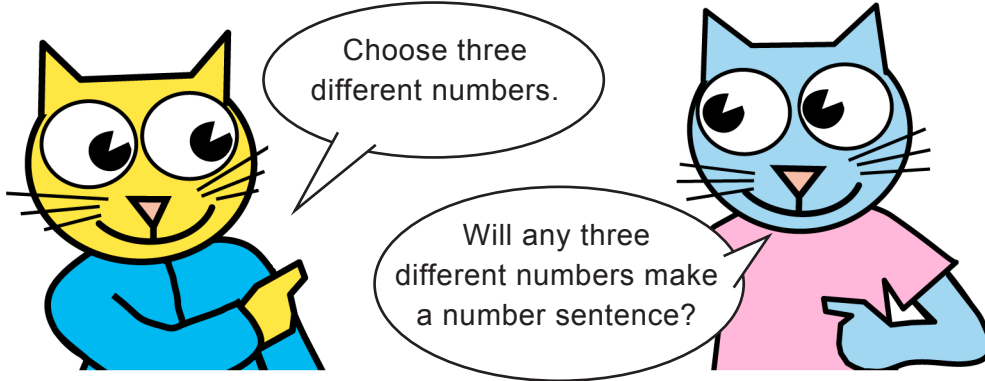 Choose three
different numbers.
Will any three
different numbers make
a number sentence?